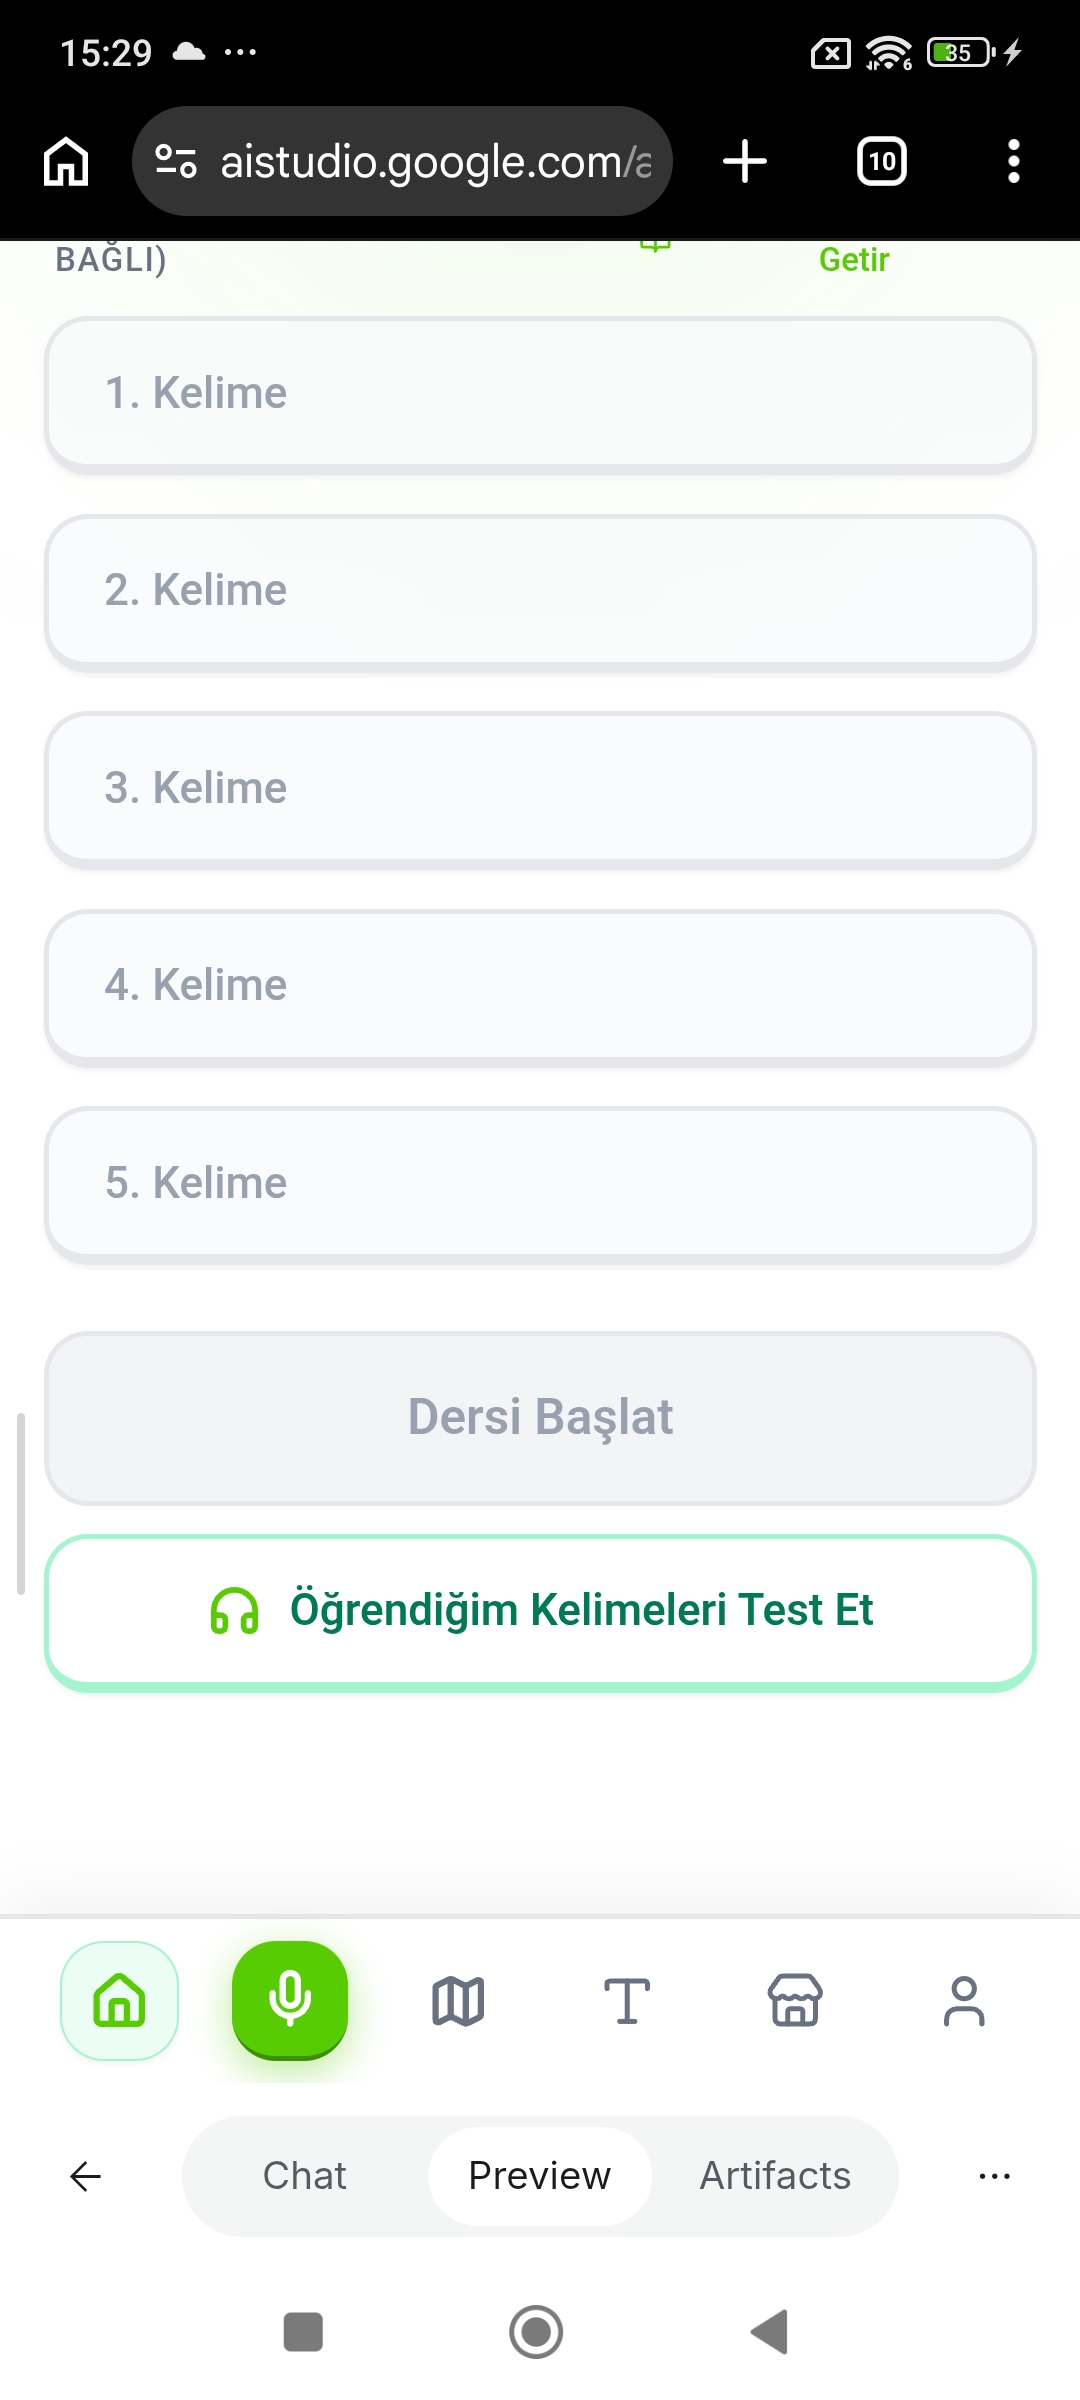 15:29
35
6
aistudio.google.com/a
10
BAĞLI)
Getir
1. Kelime
2. Kelime
3. Kelime
4. Kelime
5. Kelime
Dersi Başlat
Öğrendiğim Kelimeleri Test Et
Chat
Preview
Artifacts